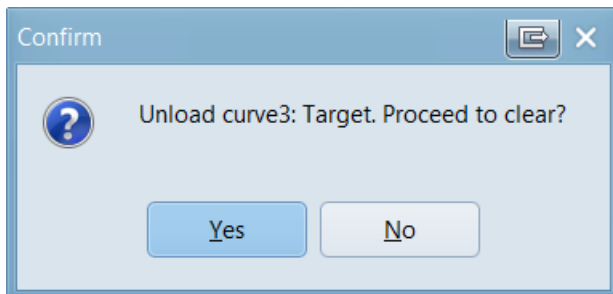 Confirm
Unload curve3: Target. Proceed to clear?
Yes
No